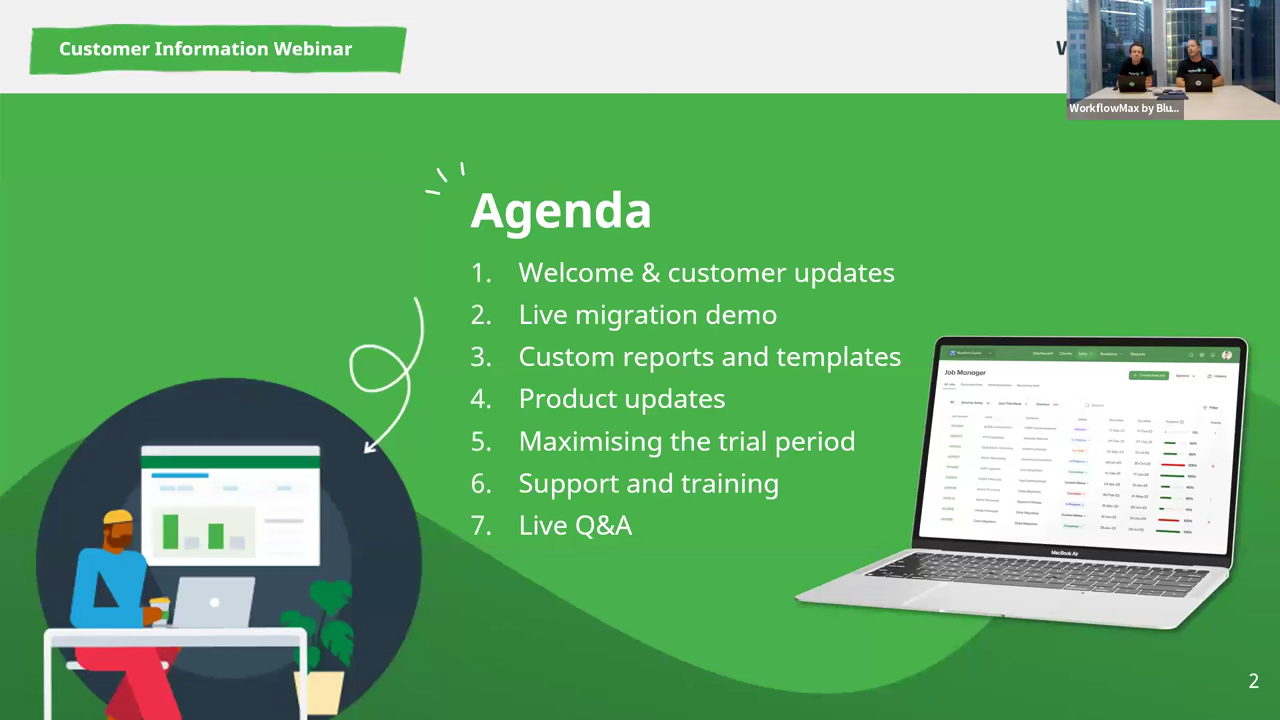 Customer Information Webinar
W
WorkflowMax by Blu...
Agenda
1. Welcome & customer updates
2. Live migration demo
3. Custom reports and templates
4. Product updates
5. Maximising the trial period
6. Support and training
7. Live Q&A
Job Manager
MacBook Air
2